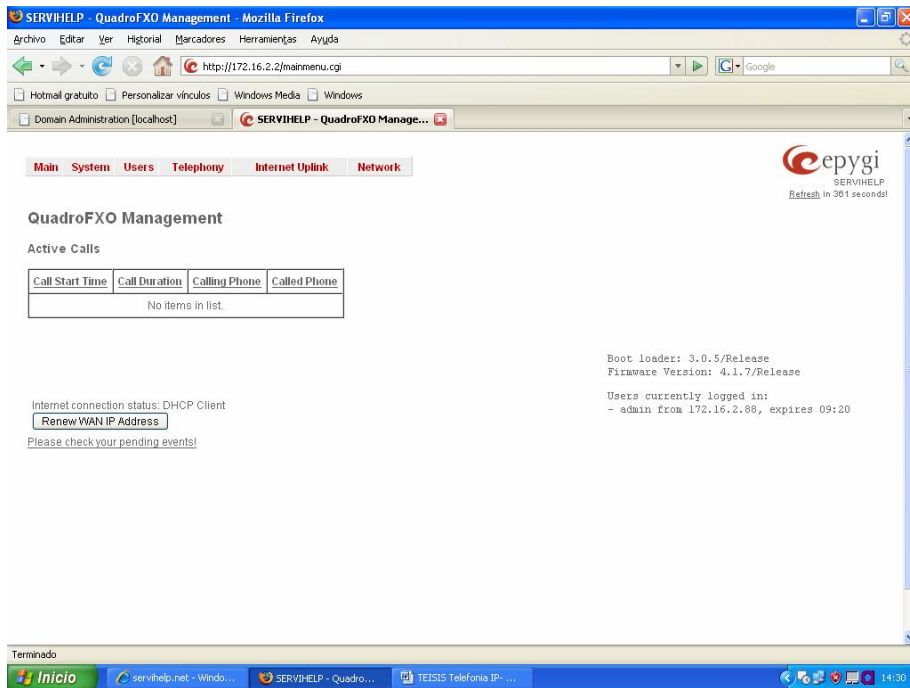 SERVIHELP - QuadroFXO Management - Mozilla Firefox
Archivo Editar Ver Historial Marcadores Herramientas Ayuda
http://172.16.2.2/mainmenu.cgi
G Google
Hotmail gratuito Personalizar vínculos Windows Media Windows
Domain Administration [localhost] SERVIHELP - QuadroFXO Manage...
Main System Users Telephony Internet Uplink Network
epygi
SERVIHELP
Refresh in 361 seconds!
QuadroFXO Management
Active Calls
Call Start Time Call Duration Calling Phone Called Phone
No items in list.
Boot loader: 3.0.5/Release
Firmware Version: 4.1.7/Release
Users currently logged in:
- admin from 172.16.2.88, expires 09:20
Internet connection status: DHCP Client
Renew WAN IP Address
Please check your pending events!
Terminado
Inicio servihelp.net - Windo... SERVIHELP - Quadro... TEISIS Telefonia IP- ... 14:30